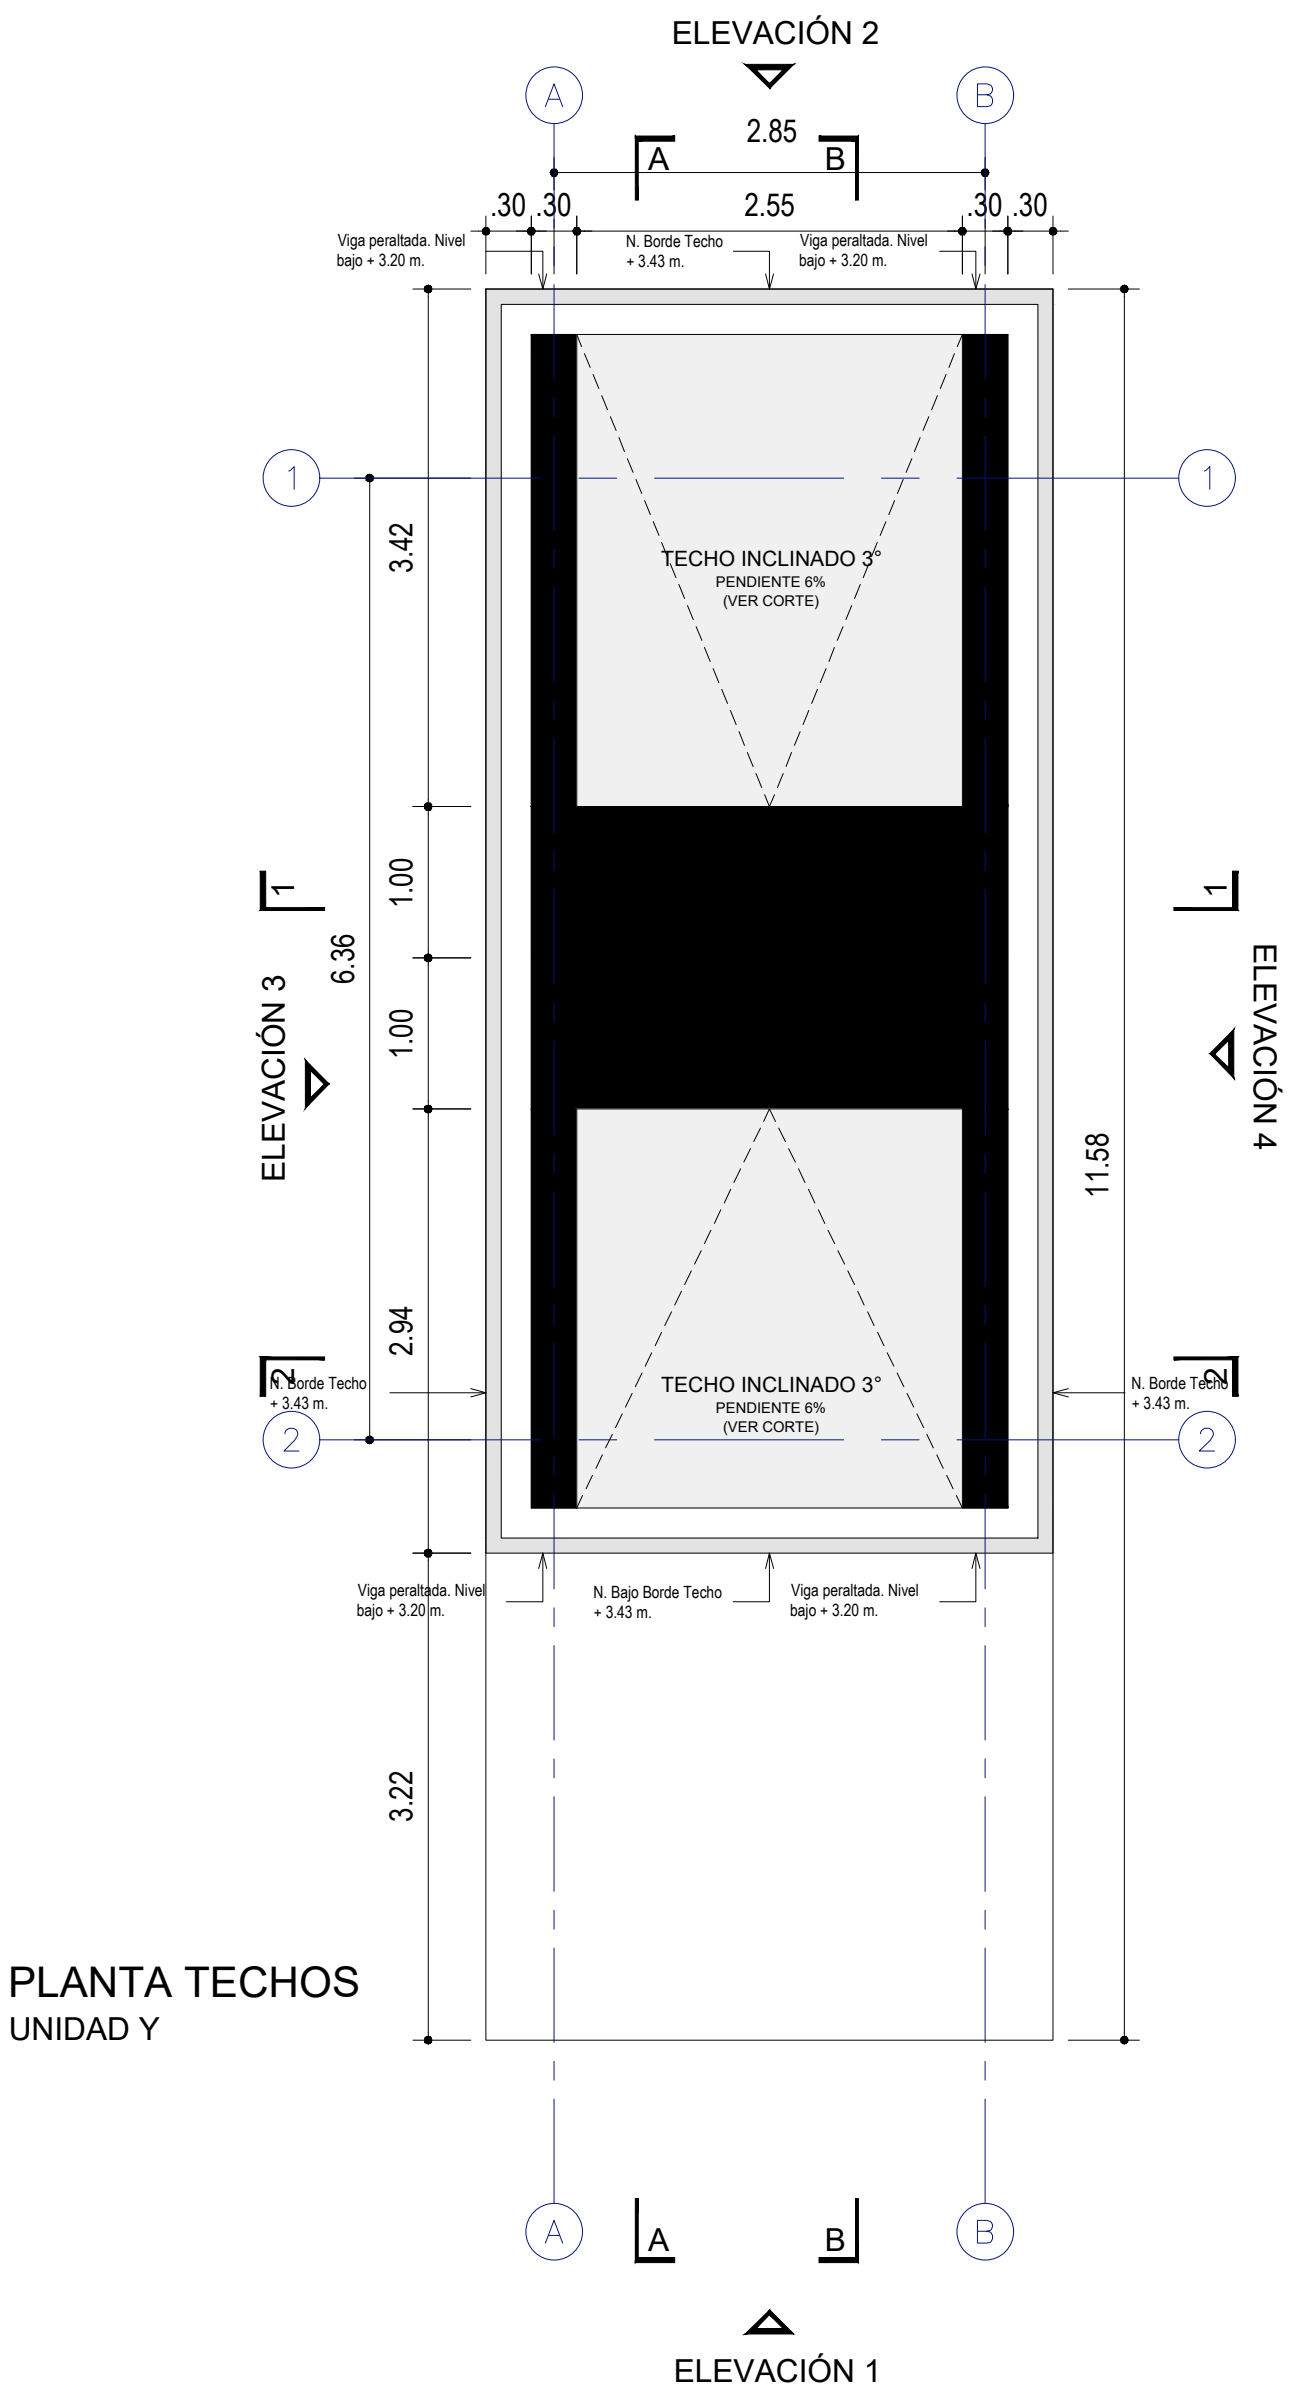 ELEVACIÓN 2
A
B
2.85
A
B
.30
.30
2.55
.30
.30
Viga peraltada. Nivel
bajo + 3.20 m.
N. Borde Techo
+ 3.43 m.
Viga peraltada. Nivel
bajo + 3.20 m.
1
1
3.42
TECHO INCLINADO 3°
PENDIENTE 6%
(VER CORTE)
1
1.00
1
6.36
1.00
ELEVACIÓN 3
ELEVACIÓN 4
11.58
2.94
2
N. Borde Techo
+ 3.43 m.
TECHO INCLINADO 3°
PENDIENTE 6%
(VER CORTE)
2
N. Borde Techo
+ 3.43 m.
2
2
Viga peraltada. Nivel
bajo + 3.20 m.
N. Bajo Borde Techo
+ 3.43 m.
Viga peraltada. Nivel
bajo + 3.20 m.
3.22
PLANTA TECHOS
UNIDAD Y
A
A
B
B
ELEVACIÓN 1